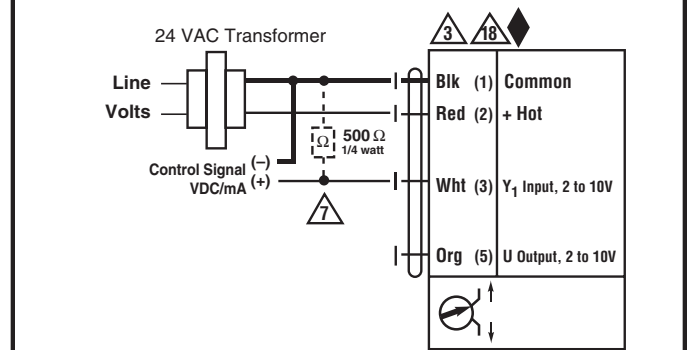 24 VAC Transformer
3 18
Line
Volts
Blk (1) Common
Red (2) + Hot
Ω 500 Ω
1/4 watt
Control Signal (–)
VDC/mA (+)
Wht (3) Y1 Input, 2 to 10V
7
Org (5) U Output, 2 to 10V